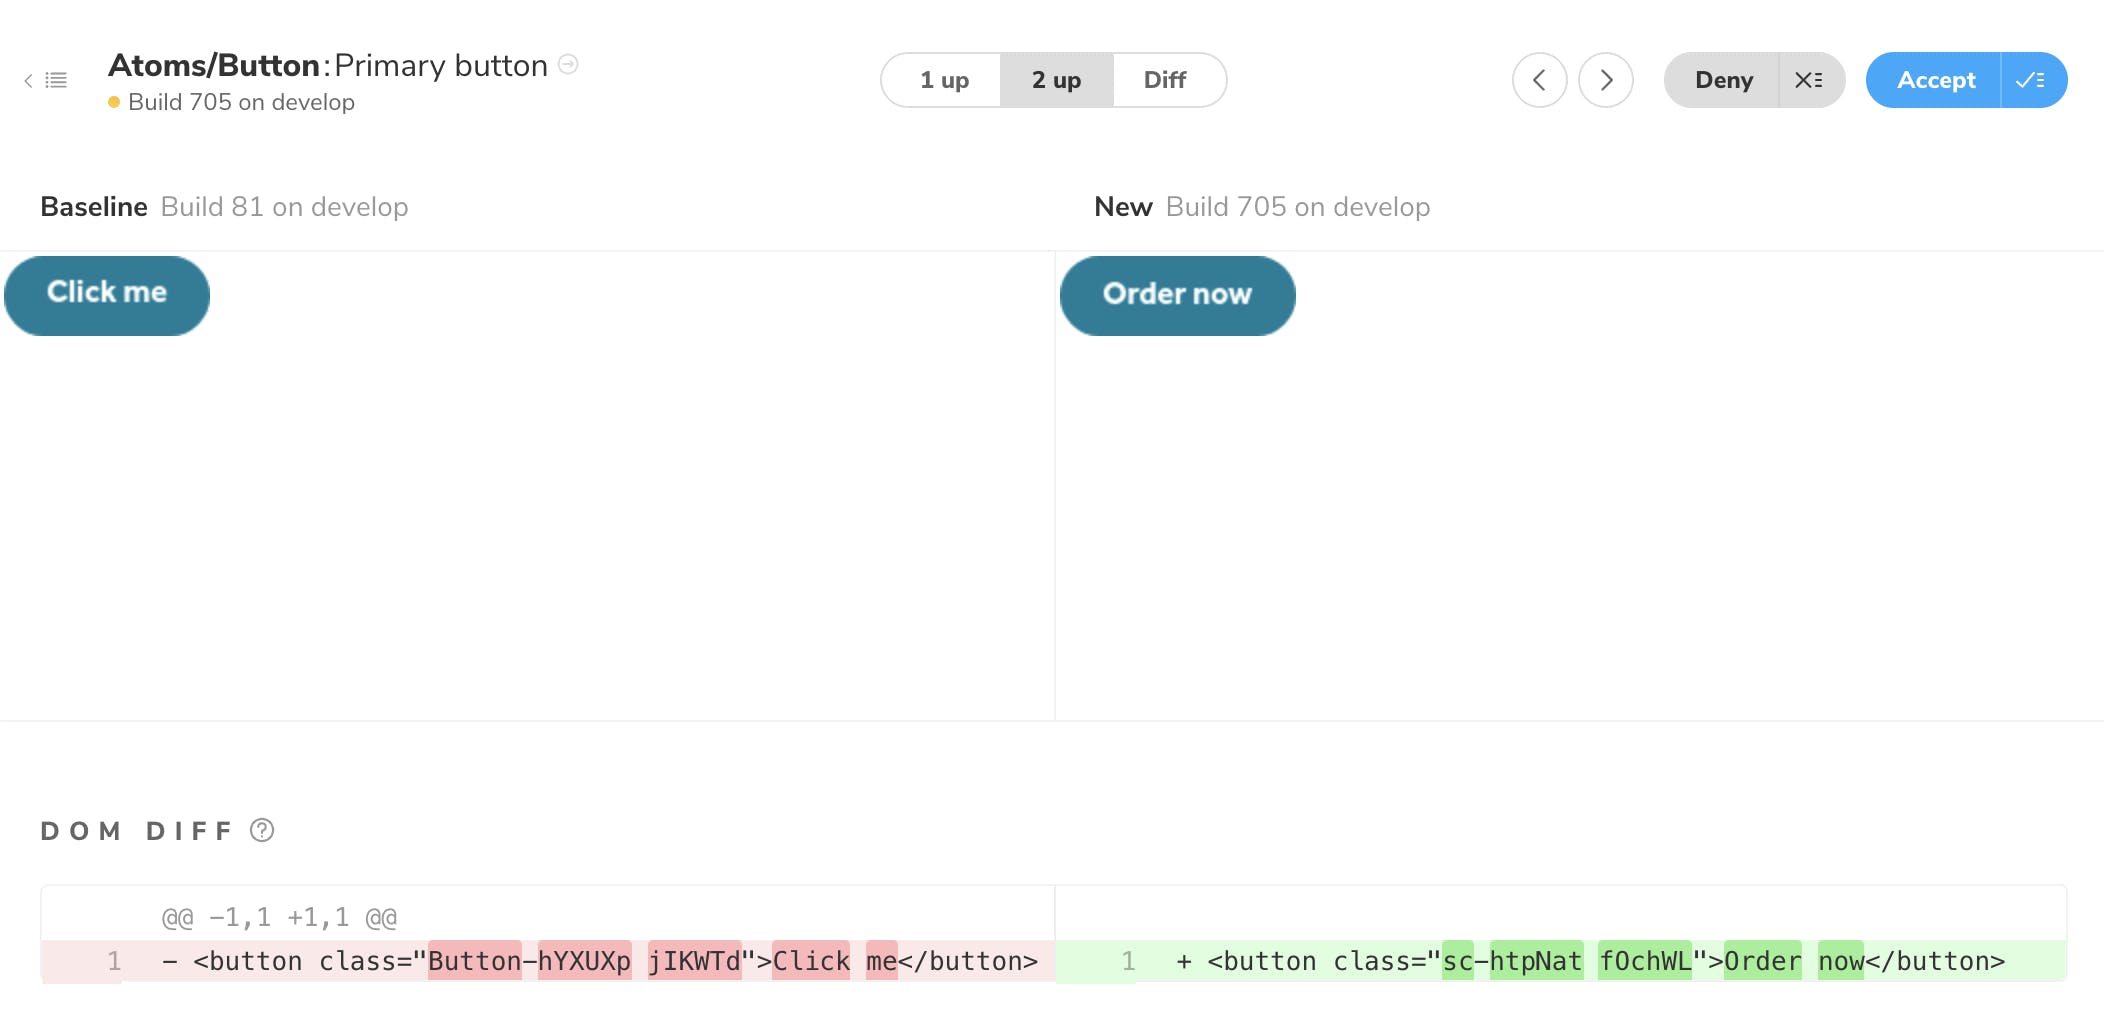 Atoms/Button: Primary button
Build 705 on develop
1 up 2 up Diff
Deny Accept
Baseline Build 81 on develop
New Build 705 on develop
Click me
Order now
DOM DIFF ?
@@ -1,1 +1,1 @@
1 - <button class="Button-hYXUXp jIKWTd">Click me</button>
1 + <button class="sc-htpNat fOchWL">Order now</button>